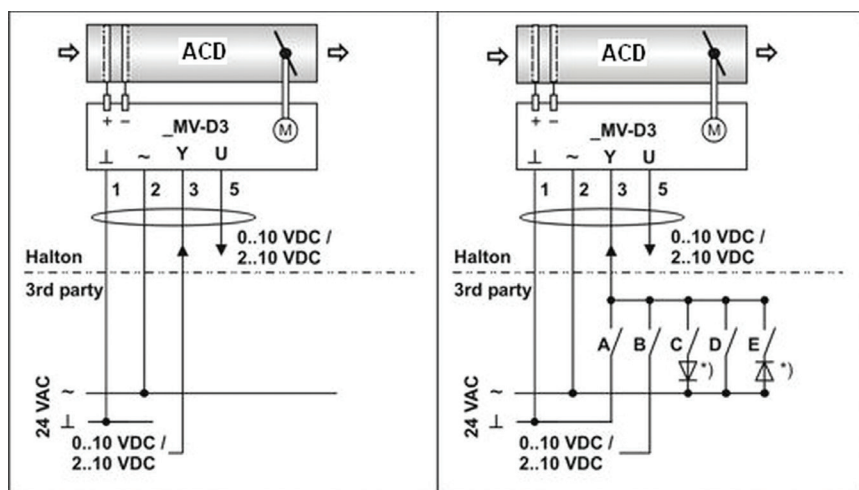 ACD
+ −
_MV-D3
M
⊥ ~ Y U
1 2 3 5
0..10 VDC /
2..10 VDC
Halton
3rd party
24 VAC
~
⊥
0..10 VDC /
2..10 VDC
ACD
+ −
_MV-D3
M
⊥ ~ Y U
1 2 3 5
0..10 VDC /
2..10 VDC
Halton
3rd party
A B C D E
*) *)
24 VAC
~
⊥
0..10 VDC /
2..10 VDC